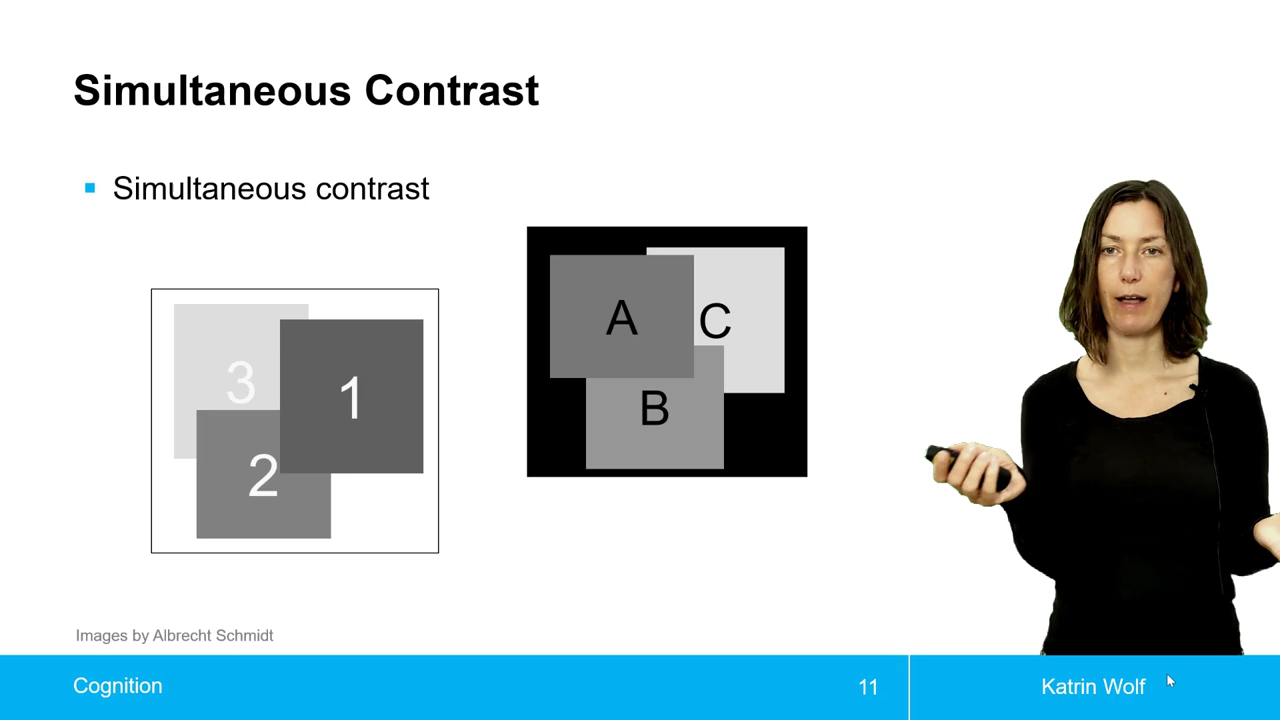 Simultaneous Contrast
Simultaneous contrast
3
1
2
A
C
B
Images by Albrecht Schmidt
Cognition
11
Katrin Wolf